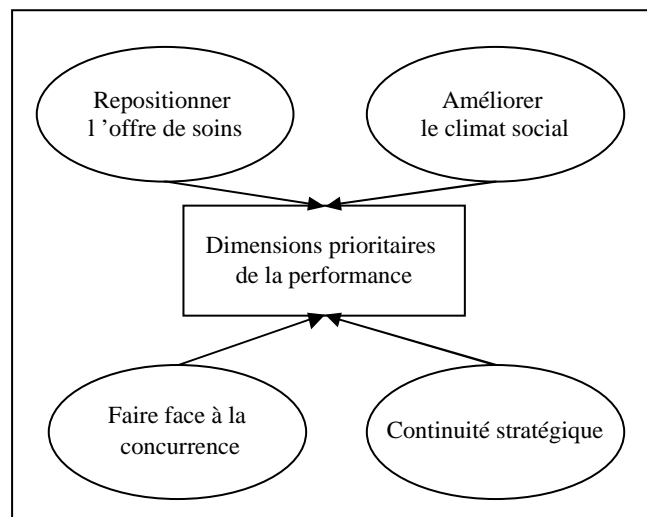 Repositionner
l ’offre de soins
Améliorer
le climat social
Dimensions prioritaires
de la performance
Faire face à la
concurrence
Continuité stratégique